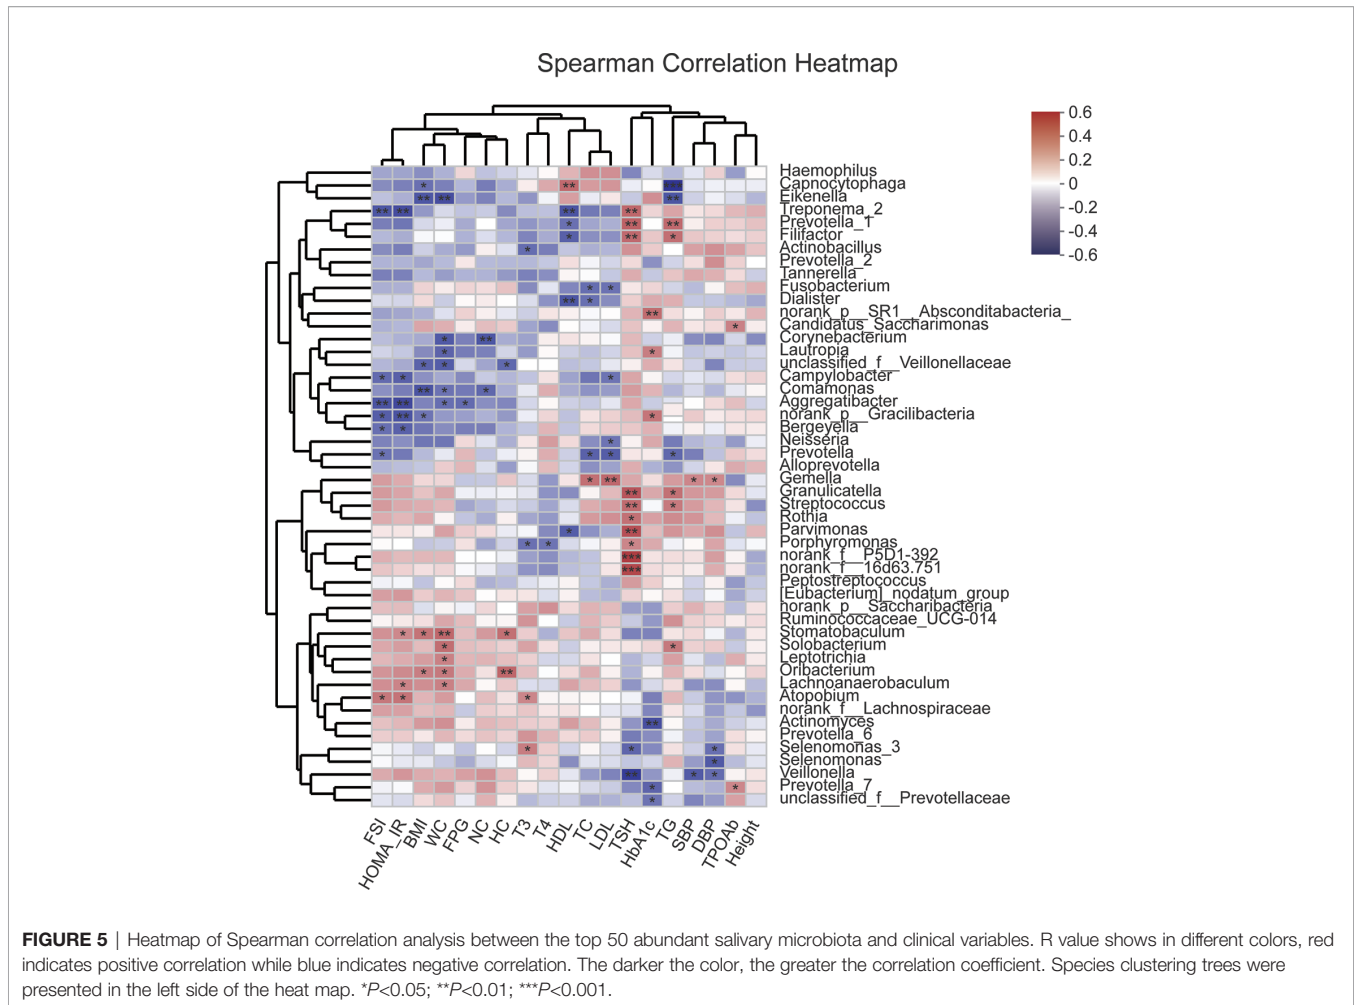 Spearman Correlation Heatmap
0.6
0.4
0.2
0
-0.2
-0.4
-0.6
Haemophilus
Capnocytophaga
Eikenella
Treponema_2
Prevotella_1
Filifactor
Actinobacillus
Prevotella_2
Tannerella
Fusobacterium
Dialister
norank_p__SR1__Absconditabacteria_
Candidatus_Saccharimonas
Corynebacterium
Lautropia
unclassified_f__Veillonellaceae
Campylobacter
Comamonas
Aggregatibacter
norank_p__Gracilibacteria
Bergeyella
Neisseria
Prevotella
Alloprevotella
Gemella
Granulicatella
Streptococcus
Rothia
Parvimonas
Porphyromonas
norank_f__P5D1-392
norank_f__16d63.751
Peptostreptococcus
[Eubacterium]_nodatum_group
norank_p__Saccharibacteria
Ruminococcaceae_UCG-014
Stomatobaculum
Solobacterium
Leptotrichia
Oribacterium
Lachnoanaerobaculum
Atopobium
norank_f__Lachnospiraceae
Actinomyces
Prevotella_6
Selenomonas_3
Selenomonas
Veillonella
Prevotella_7
unclassified_f__Prevotellaceae
FSI
HOMA_IR
BMI
WC
FPG
NC
HC
T3
T4
HDL
TC
LDL
TSH
HbA1c
TG
SBP
DBP
TPOAb
Height
FIGURE 5 | Heatmap of Spearman correlation analysis between the top 50 abundant salivary microbiota and clinical variables. R value shows in different colors, red
indicates positive correlation while blue indicates negative correlation. The darker the color, the greater the correlation coefficient. Species clustering trees were
presented in the left side of the heat map. *P<0.05; **P<0.01; ***P<0.001.